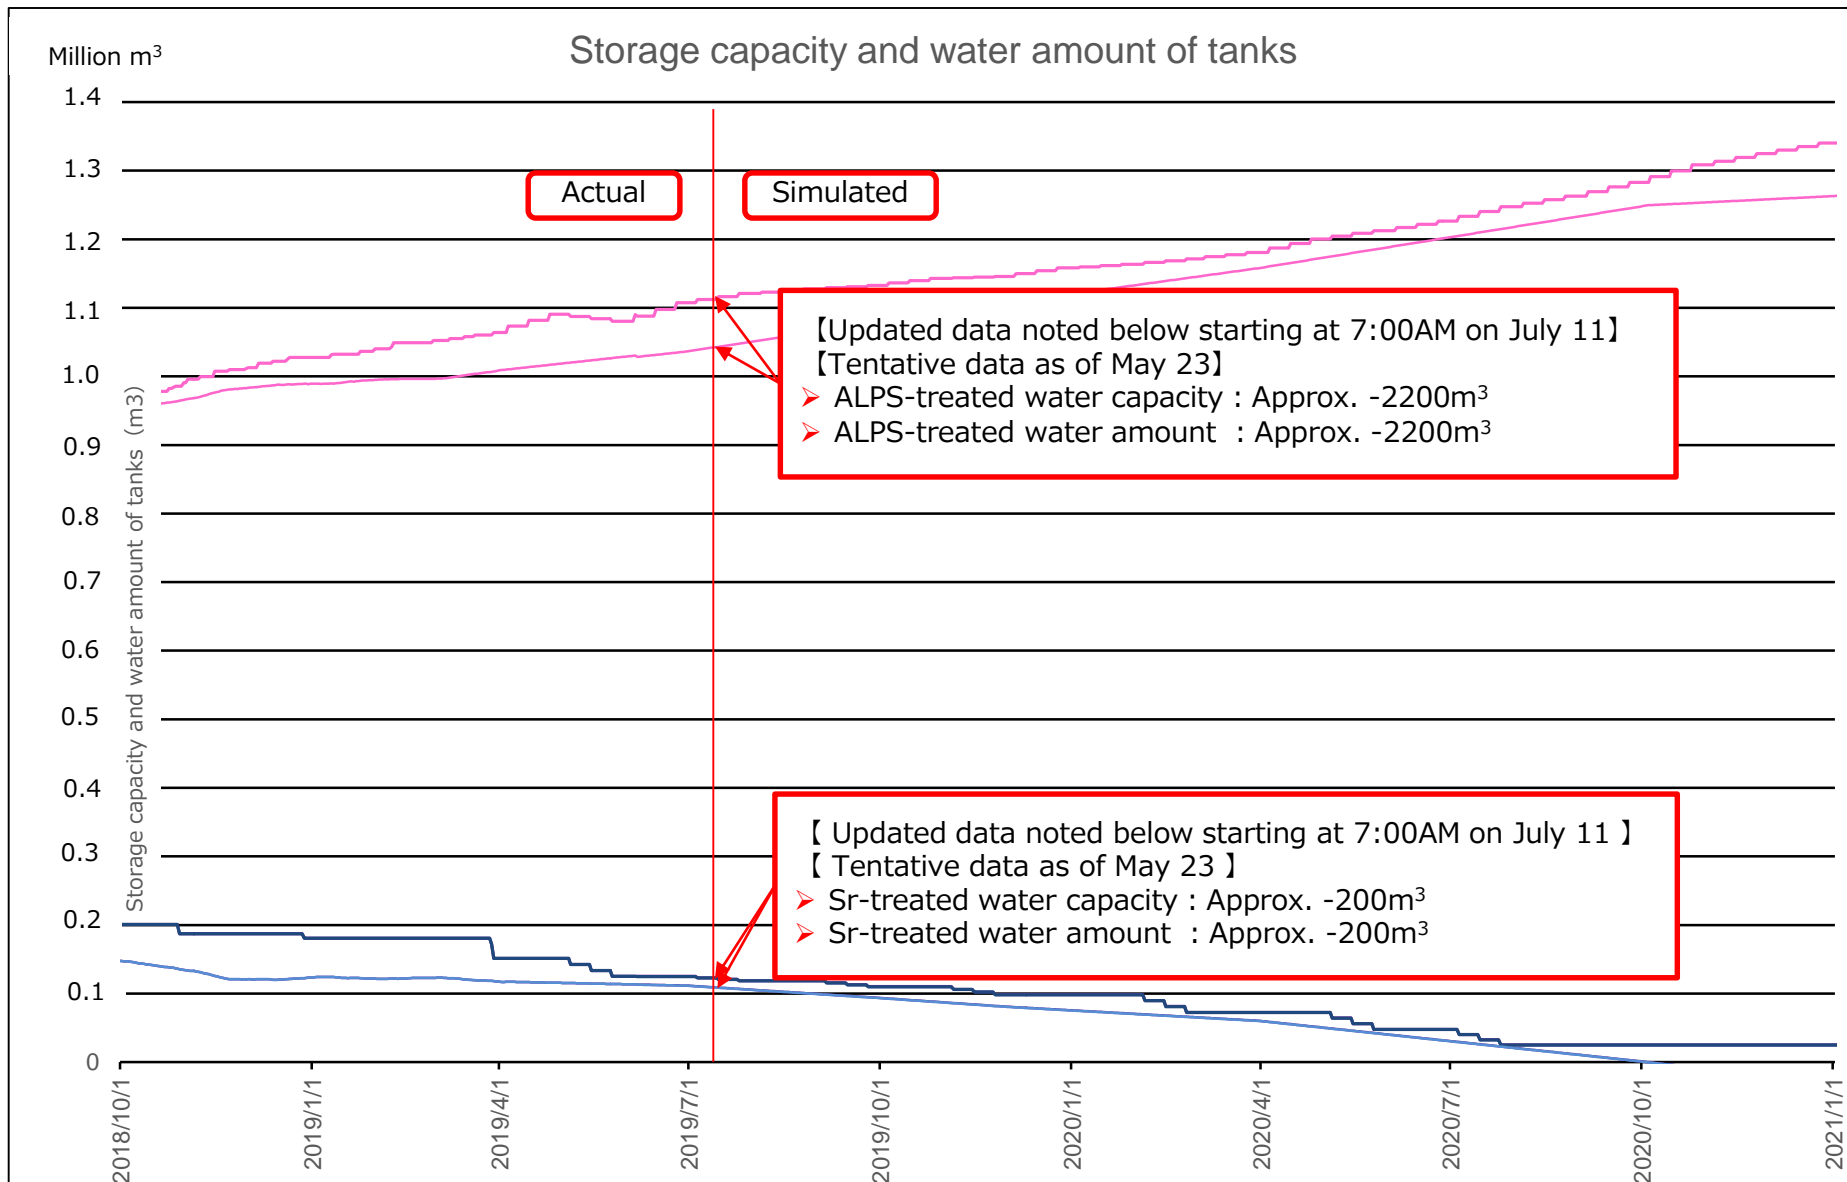 Storage capacity and water amount of tanks
Million m³
1.4
1.3
1.2
1.1
1.0
0.9
0.8
0.7
0.6
0.5
0.4
0.3
0.2
0.1
0
Storage capacity and water amount of tanks (m3)
Actual
Simulated
【Updated data noted below starting at 7:00AM on July 11】
【Tentative data as of May 23】
➢ ALPS-treated water capacity : Approx. -2200m³
➢ ALPS-treated water amount : Approx. -2200m³
【 Updated data noted below starting at 7:00AM on July 11 】
【 Tentative data as of May 23 】
➢ Sr-treated water capacity : Approx. -200m³
➢ Sr-treated water amount : Approx. -200m³
2018/10/1
2019/1/1
2019/4/1
2019/7/1
2019/10/1
2020/1/1
2020/4/1
2020/7/1
2020/10/1
2021/1/1